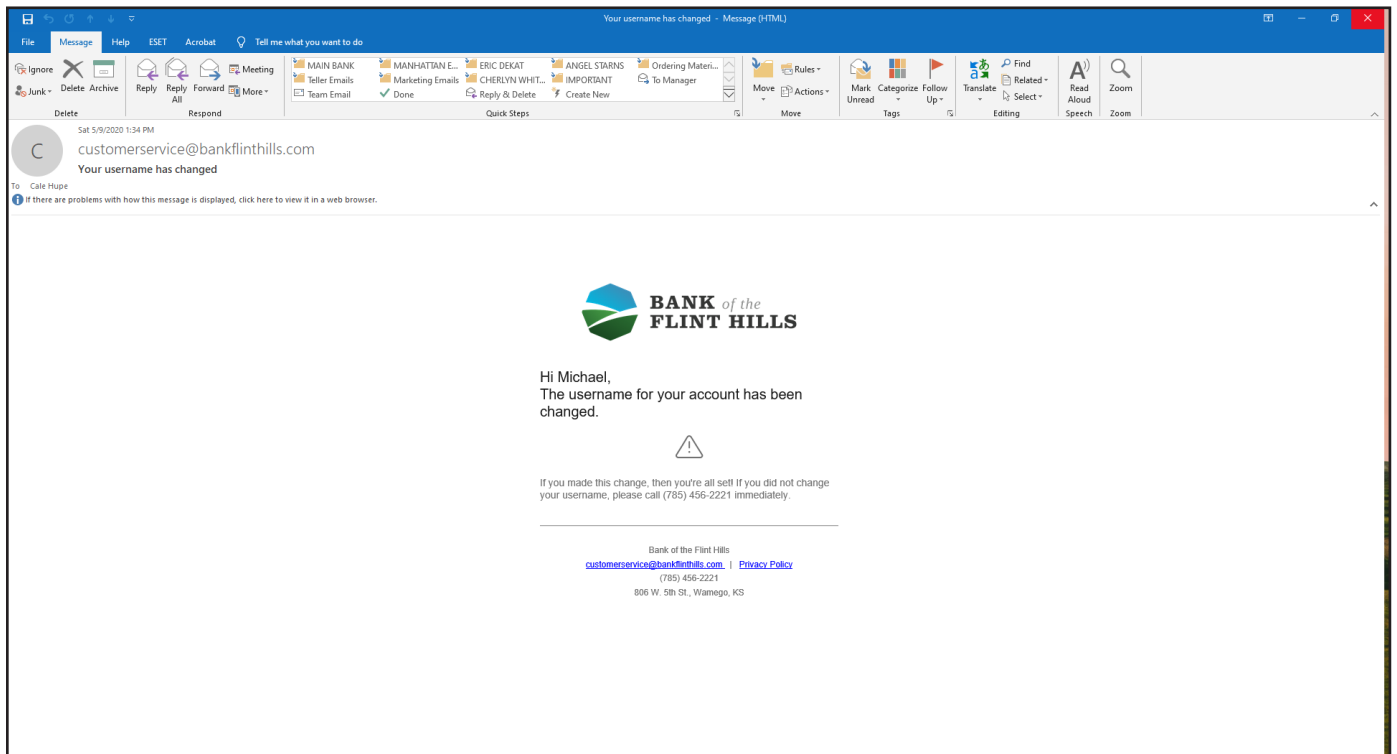 Your username has changed - Message (HTML)
File Message Help ESET Acrobat Tell me what you want to do
Ignore
Junk
Delete
Archive
Delete
Reply
Reply All
Forward
Meeting
More
Respond
MAIN BANK MANHATTAN E... ERIC DEKAT ANGEL STARNS Ordering Materi...
Teller Emails Marketing Emails CHERLYN WHIT... IMPORTANT To Manager
Team Email Done Reply & Delete Create New
Quick Steps
Move
Rules
Actions
Move
Mark Unread
Categorize
Follow Up
Tags
Translate
Find
Related
Select
Editing
Read Aloud
Speech
Zoom
Zoom
Sat 5/9/2020 1:34 PM
C
customerservice@bankflinthills.com
Your username has changed
To Cale Hupe
If there are problems with how this message is displayed, click here to view it in a web browser.
BANK of the
FLINT HILLS
Hi Michael,
The username for your account has been
changed.
If you made this change, then you're all set! If you did not change
your username, please call (785) 456-2221 immediately.
Bank of the Flint Hills
customerservice@bankflinthills.com | Privacy Policy
(785) 456-2221
806 W. 5th St., Wamego, KS